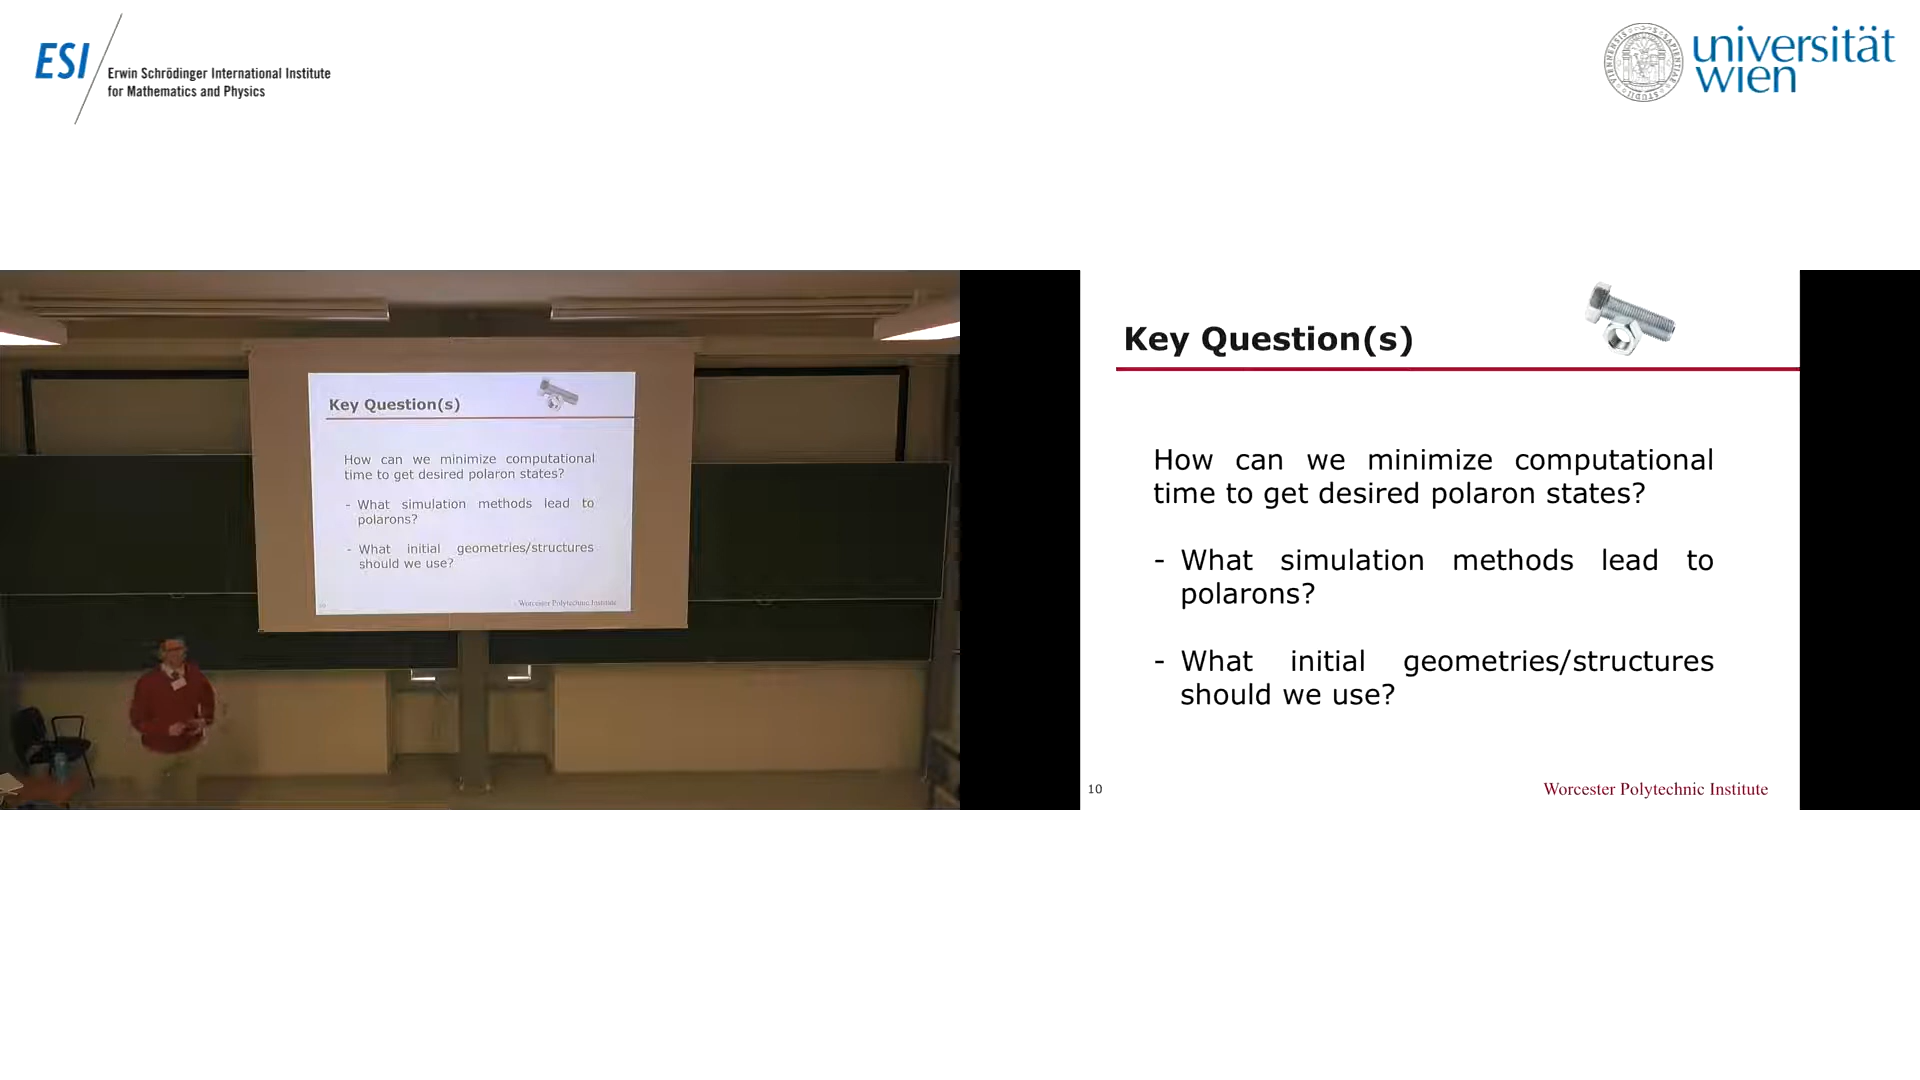 ESI
Erwin Schrödinger International Institute
for Mathematics and Physics
universität
wien
Key Question(s)
How can we minimize computational
time to get desired polaron states?
- What simulation methods lead to
polarons?
- What initial geometries/structures
should we use?
10
Worcester Polytechnic Institute
Key Question(s)
How can we minimize computational
time to get desired polaron states?
- What simulation methods lead to
polarons?
- What initial geometries/structures
should we use?
10
Worcester Polytechnic Institute